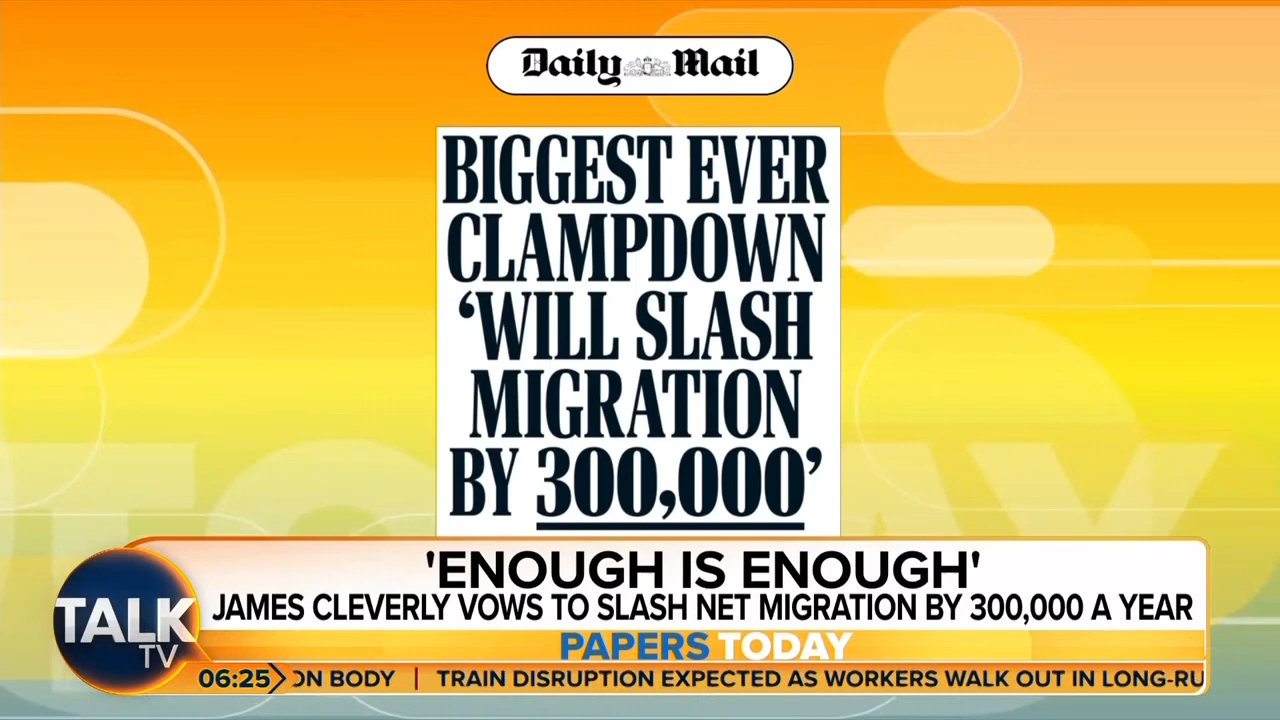 Daily Mail
BIGGEST EVER
CLAMPDOWN
‘WILL SLASH
MIGRATION
BY 300,000’
'ENOUGH IS ENOUGH'
JAMES CLEVERLY VOWS TO SLASH NET MIGRATION BY 300,000 A YEAR
TALK
TV
PAPERS TODAY
06:25
ON BODY | TRAIN DISRUPTION EXPECTED AS WORKERS WALK OUT IN LONG-RU